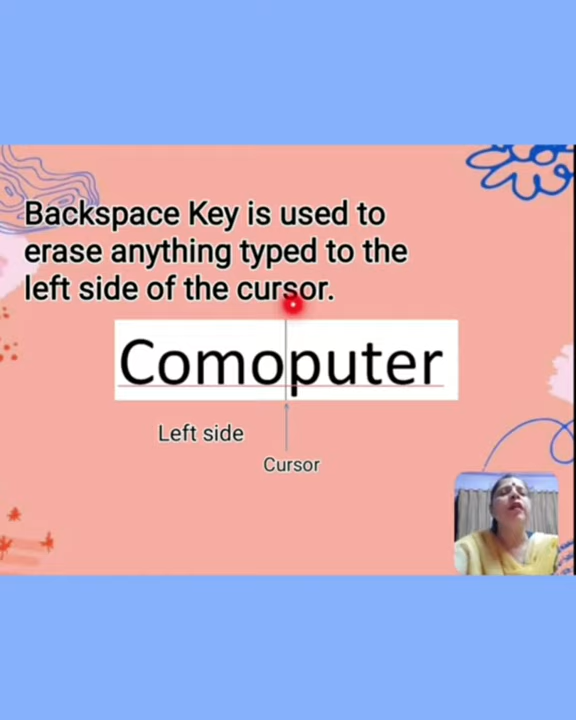 Backspace Key is used to
erase anything typed to the
left side of the cursor.
Comoputer
Left side
Cursor